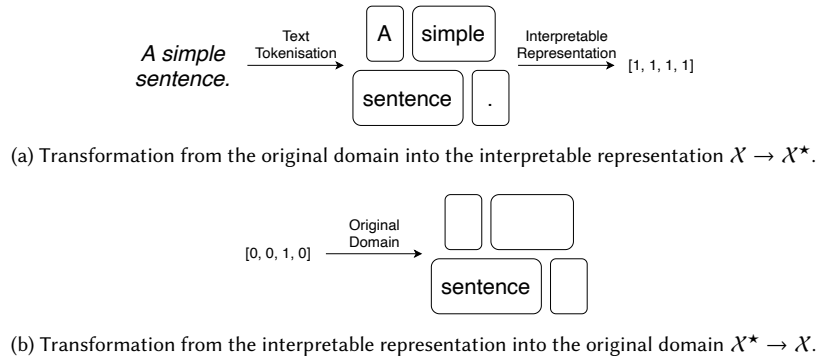 A simple
sentence.
Text
Tokenisation
A
simple
sentence
.
Interpretable
Representation
[1, 1, 1, 1]
(a) Transformation from the original domain into the interpretable representation 𝒳 → 𝒳★.
[0, 0, 1, 0]
Original
Domain
sentence
(b) Transformation from the interpretable representation into the original domain 𝒳★ → 𝒳.